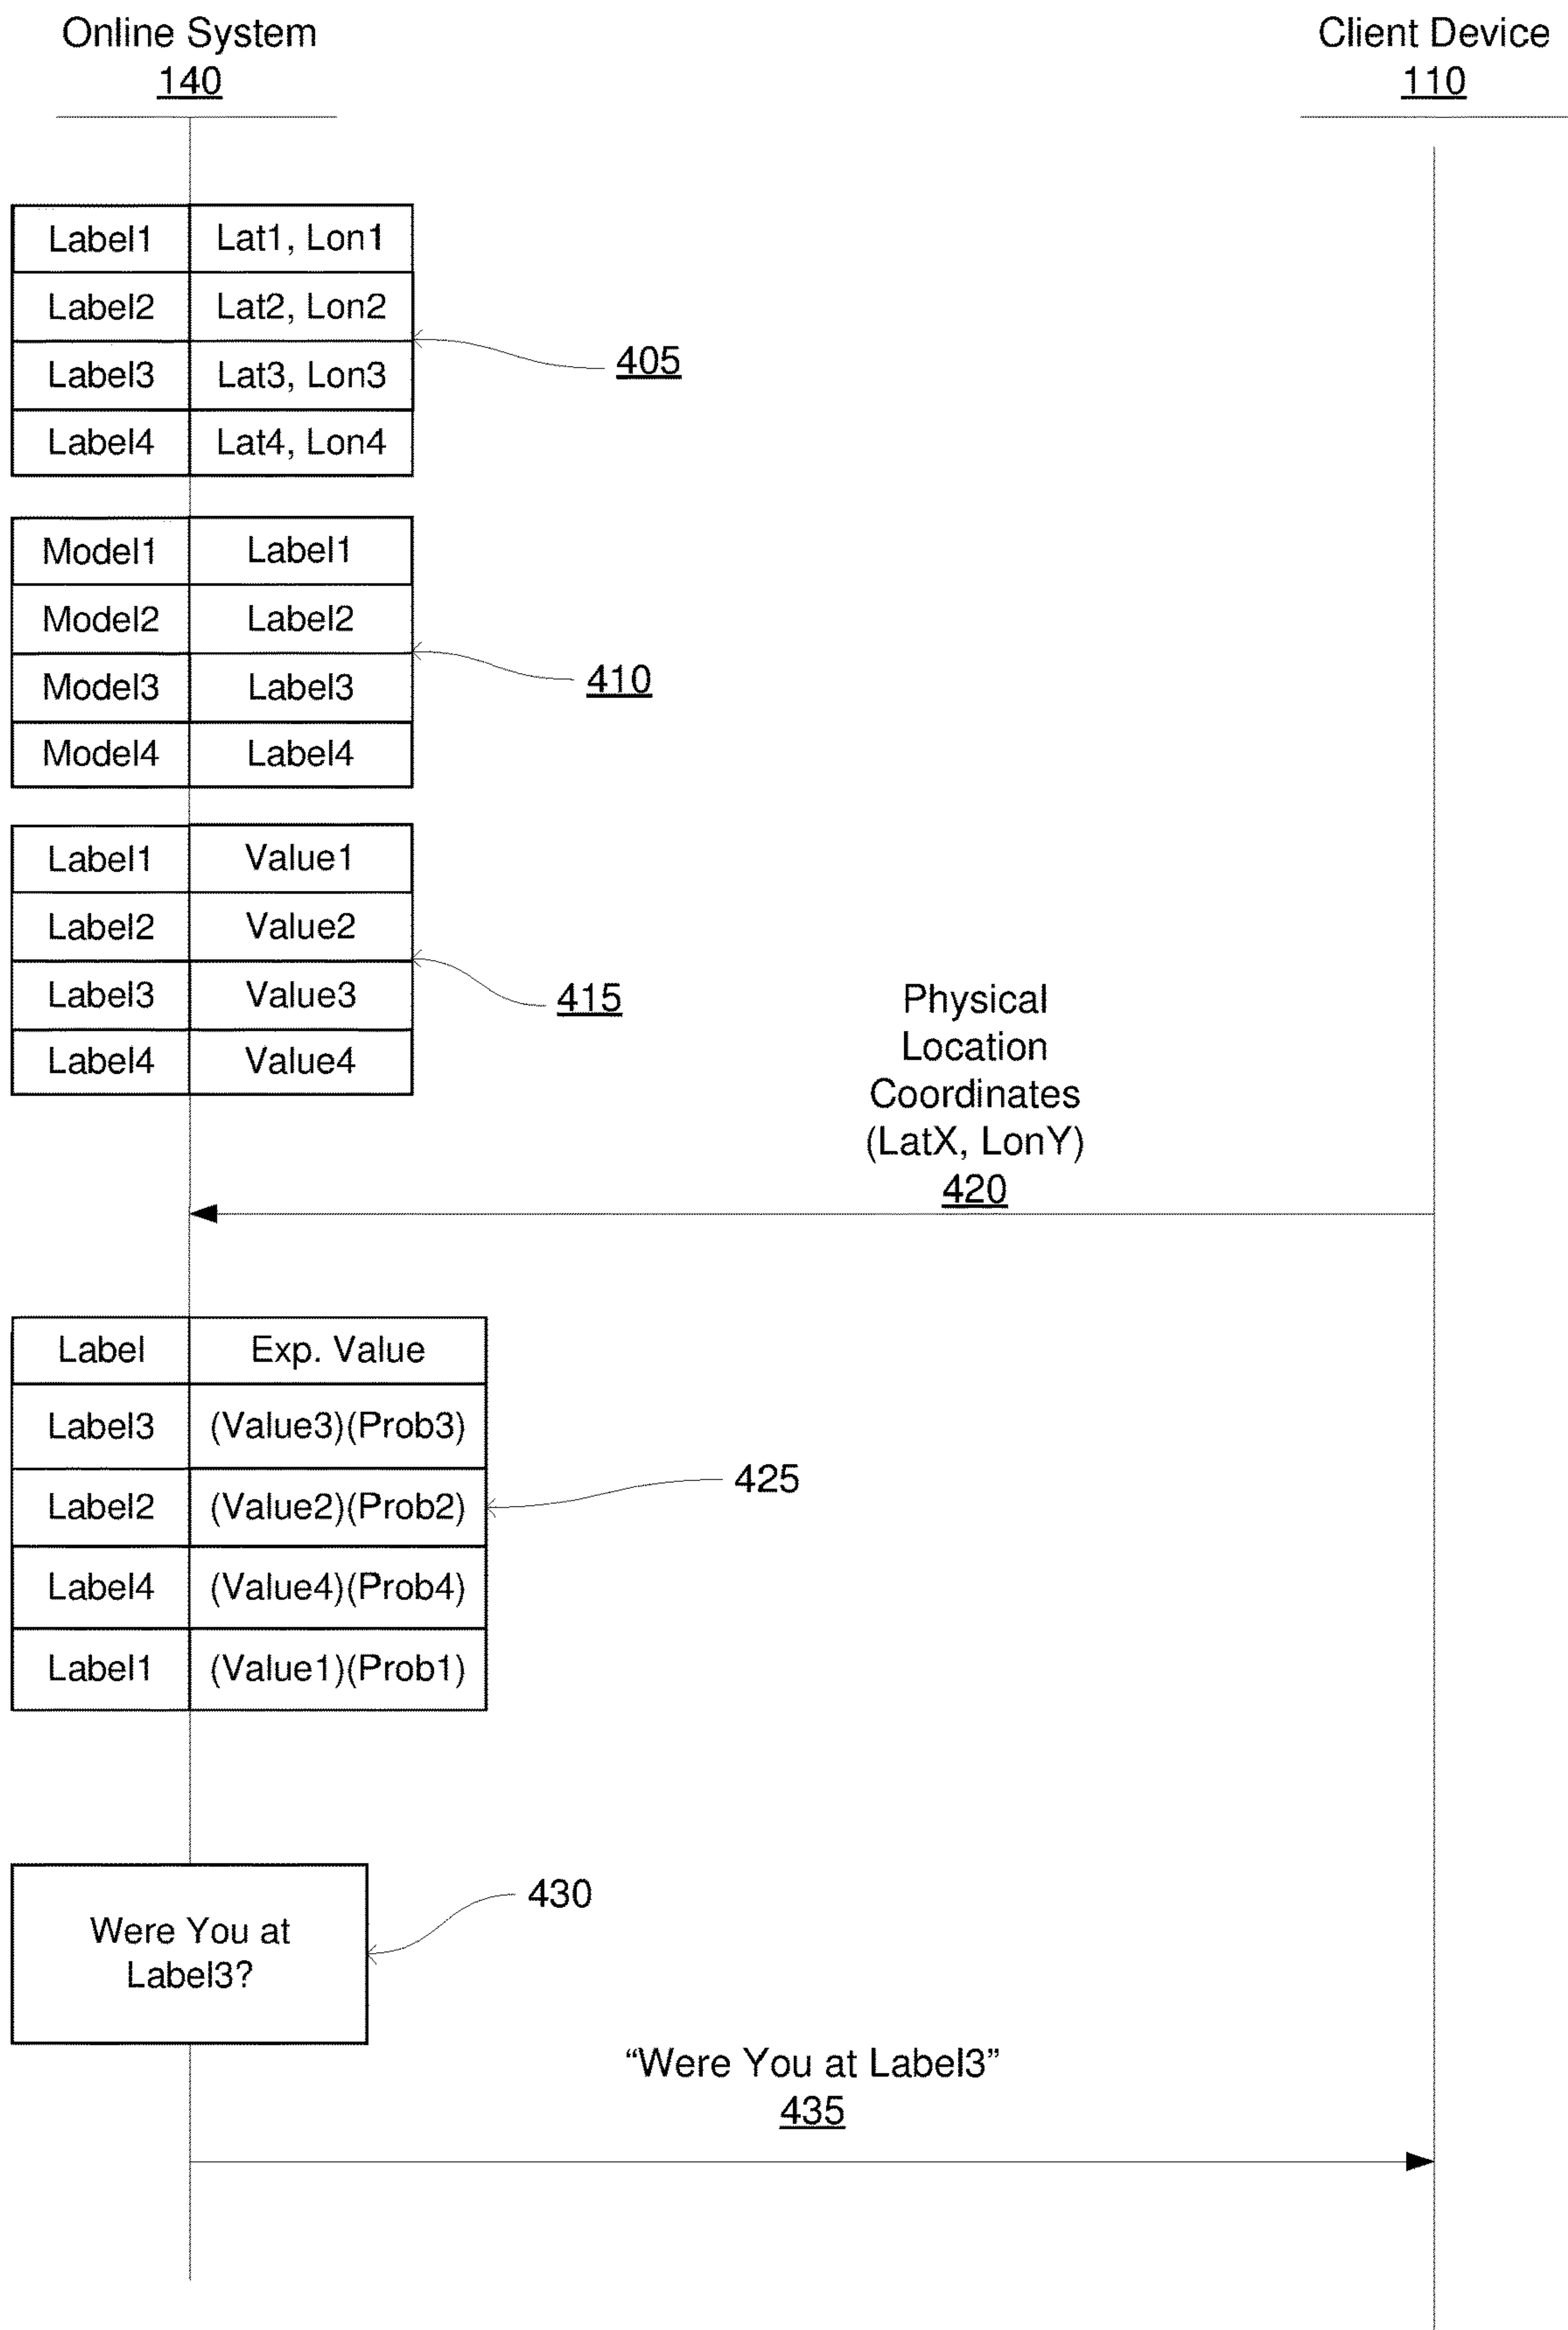 Online System
140
Client Device
110
Label1 Lat1, Lon1
Label2 Lat2, Lon2
Label3 Lat3, Lon3
Label4 Lat4, Lon4
405
Model1 Label1
Model2 Label2
Model3 Label3
Model4 Label4
410
Label1 Value1
Label2 Value2
Label3 Value3
Label4 Value4
415
Physical
Location
Coordinates
(LatX, LonY)
420
Label Exp. Value
Label3 (Value3)(Prob3)
Label2 (Value2)(Prob2)
Label4 (Value4)(Prob4)
Label1 (Value1)(Prob1)
425
Were You at
Label3?
430
“Were You at Label3”
435